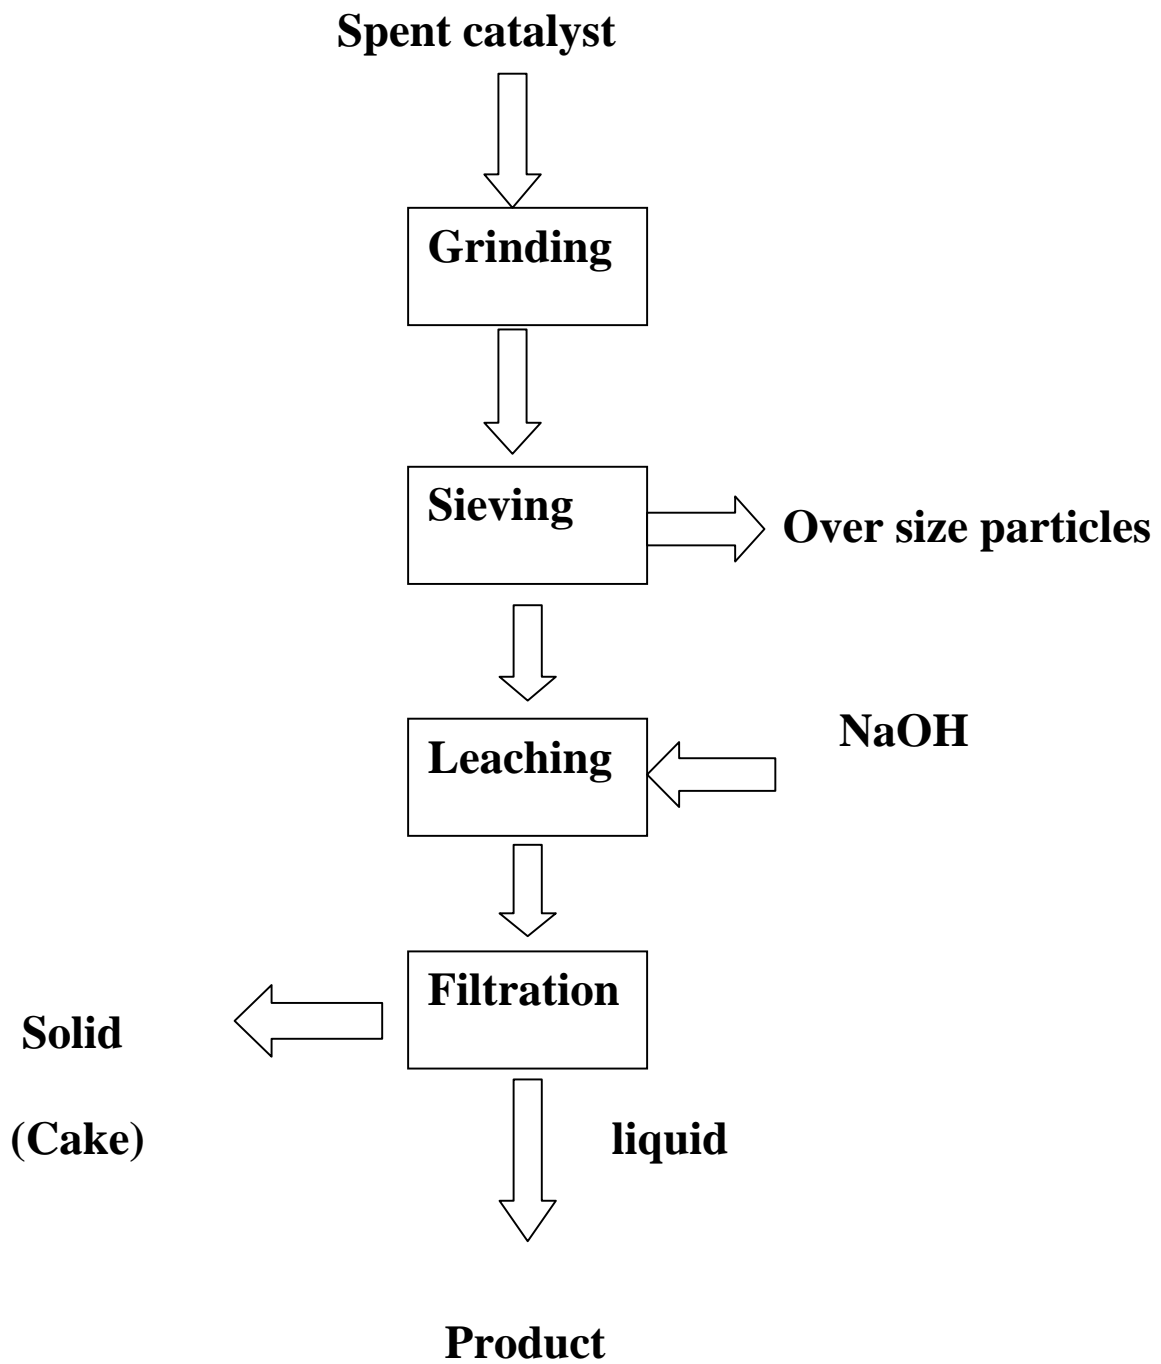 Spent catalyst
Grinding
Sieving
Over size particles
NaOH
Leaching
Filtration
Solid
(Cake)
liquid
Product